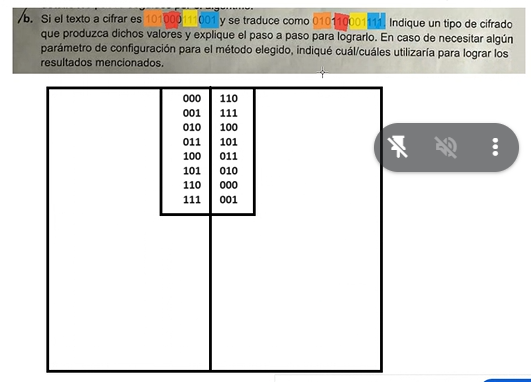 b. Si el texto a cifrar es 101000111001 y se traduce como 010110001111. Indique un tipo de cifrado
que produzca dichos valores y explique el paso a paso para lograrlo. En caso de necesitar algún
parámetro de configuración para el método elegido, indiqué cuál/cuáles utilizaría para lograr los
resultados mencionados.
000 110
001 111
010 100
011 101
100 011
101 010
110 000
111 001